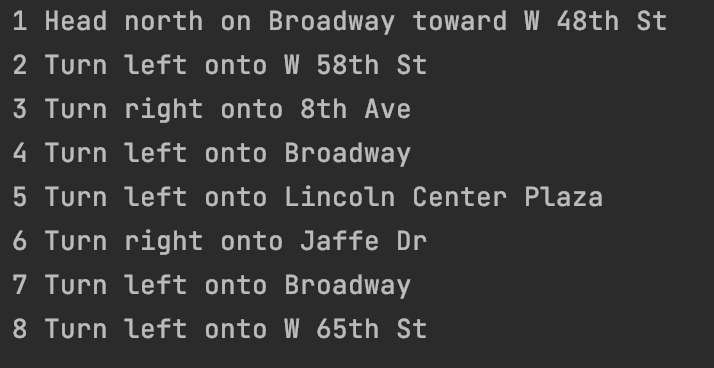 1 Head north on Broadway toward W 48th St
2 Turn left onto W 58th St
3 Turn right onto 8th Ave
4 Turn left onto Broadway
5 Turn left onto Lincoln Center Plaza
6 Turn right onto Jaffe Dr
7 Turn left onto Broadway
8 Turn left onto W 65th St